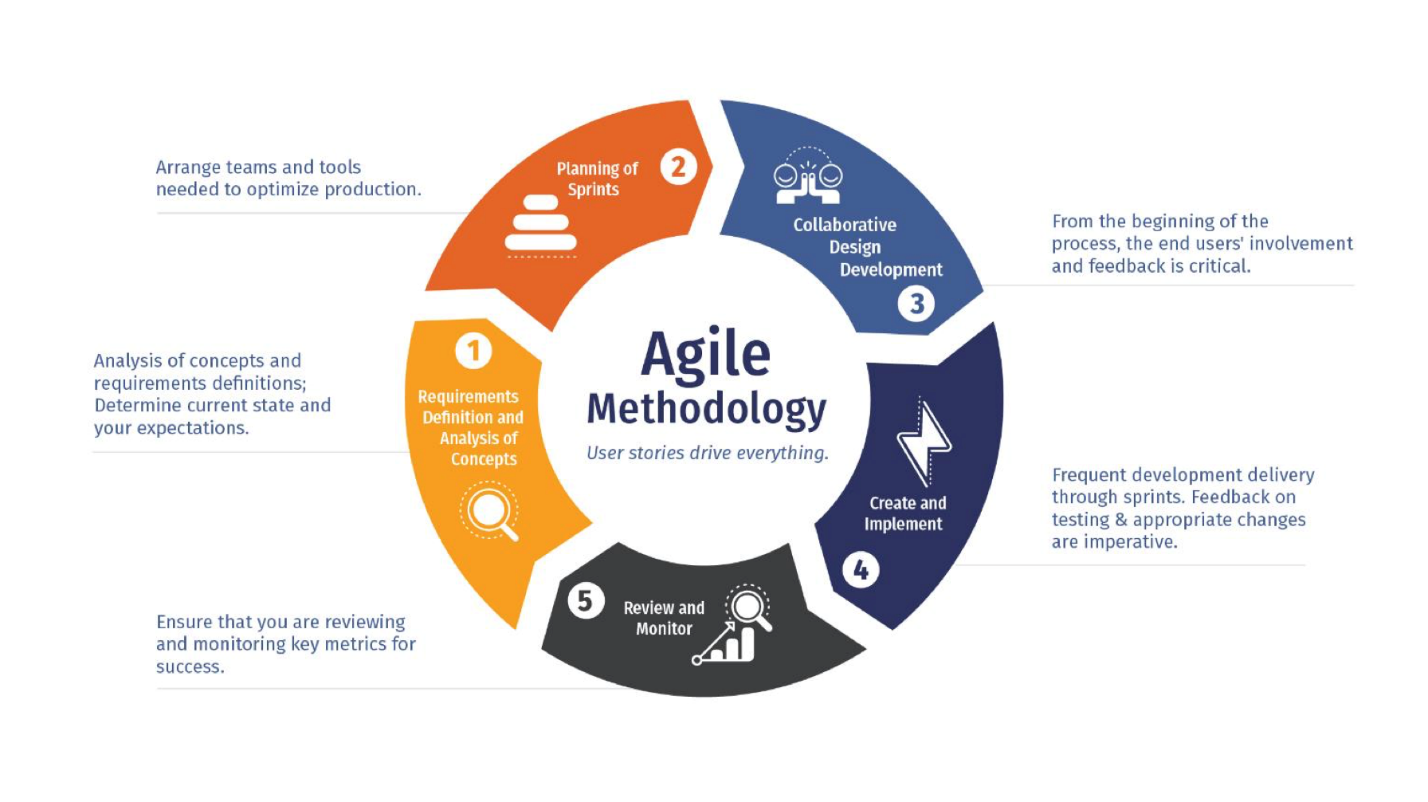 Agile
Methodology
User stories drive everything.
1
Requirements
Definition and
Analysis of
Concepts
Analysis of concepts and
requirements definitions;
Determine current state and
your expectations.
2
Planning of
Sprints
Arrange teams and tools
needed to optimize production.
Collaborative
Design
Development
3
From the beginning of the
process, the end users' involvement
and feedback is critical.
Create and
Implement
4
Frequent development delivery
through sprints. Feedback on
testing & appropriate changes
are imperative.
5
Review and
Monitor
Ensure that you are reviewing
and monitoring key metrics for
success.